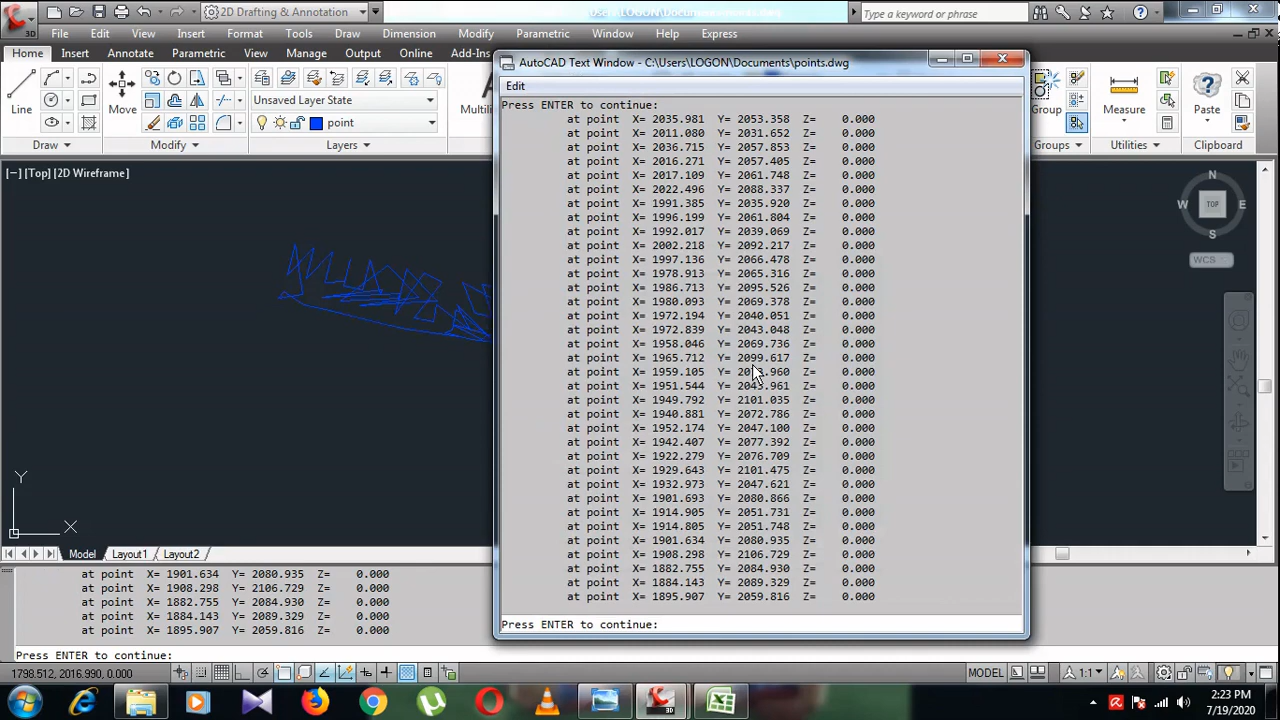 2D Drafting & Annotation
Users\LOGON\Documents\points.dwg
Type a keyword or phrase
File Edit View Insert Format Tools Draw Dimension Modify Parametric Window Help Express
Home Insert Annotate Parametric View Manage Output Online Add-Ins
AutoCAD Text Window - C:\Users\LOGON\Documents\points.dwg
Edit
3D
Line
Move
Unsaved Layer State
point
Multili
Group
Measure
Paste
Draw
Modify
Groups
Utilities
Clipboard
[−] [Top] [2D Wireframe]
N
W TOP E
S
WCS
Y
X
Press ENTER to continue:
at point X= 2035.981 Y= 2053.358 Z= 0.000
at point X= 2011.080 Y= 2031.652 Z= 0.000
at point X= 2036.715 Y= 2057.853 Z= 0.000
at point X= 2016.271 Y= 2057.405 Z= 0.000
at point X= 2017.109 Y= 2061.748 Z= 0.000
at point X= 2022.496 Y= 2088.337 Z= 0.000
at point X= 1991.385 Y= 2035.920 Z= 0.000
at point X= 1996.199 Y= 2061.804 Z= 0.000
at point X= 1992.017 Y= 2039.069 Z= 0.000
at point X= 2002.218 Y= 2092.217 Z= 0.000
at point X= 1997.136 Y= 2066.478 Z= 0.000
at point X= 1978.913 Y= 2065.316 Z= 0.000
at point X= 1986.713 Y= 2095.526 Z= 0.000
at point X= 1980.093 Y= 2069.378 Z= 0.000
at point X= 1972.194 Y= 2040.051 Z= 0.000
at point X= 1972.839 Y= 2043.048 Z= 0.000
at point X= 1958.046 Y= 2069.736 Z= 0.000
at point X= 1965.712 Y= 2099.617 Z= 0.000
at point X= 1959.105 Y= Z= 0.000
at point X= 1951.544 Y= Z= 0.000
at point X= 1949.792 Y= 2101.035 Z= 0.000
at point X= 1940.881 Y= 2072.786 Z= 0.000
at point X= 1952.174 Y= 2047.100 Z= 0.000
at point X= 1942.407 Y= 2077.392 Z= 0.000
at point X= 1922.279 Y= 2076.709 Z= 0.000
at point X= 1929.643 Y= 2101.475 Z= 0.000
at point X= 1932.973 Y= 2047.621 Z= 0.000
at point X= 1901.693 Y= 2080.866 Z= 0.000
at point X= 1914.905 Y= 2051.731 Z= 0.000
at point X= 1914.805 Y= 2051.748 Z= 0.000
at point X= 1901.634 Y= 2080.935 Z= 0.000
at point X= 1908.298 Y= 2106.729 Z= 0.000
at point X= 1882.755 Y= 2084.930 Z= 0.000
at point X= 1884.143 Y= 2089.329 Z= 0.000
at point X= 1895.907 Y= 2059.816 Z= 0.000
Press ENTER to continue:
Model Layout1 Layout2
at point X= 1901.634 Y= 2080.935 Z= 0.000
at point X= 1908.298 Y= 2106.729 Z= 0.000
at point X= 1882.755 Y= 2084.930 Z= 0.000
at point X= 1884.143 Y= 2089.329 Z= 0.000
at point X= 1895.907 Y= 2059.816 Z= 0.000
Press ENTER to continue:
1798.512, 2016.990, 0.000
MODEL
1:1
2:23 PM
7/19/2020